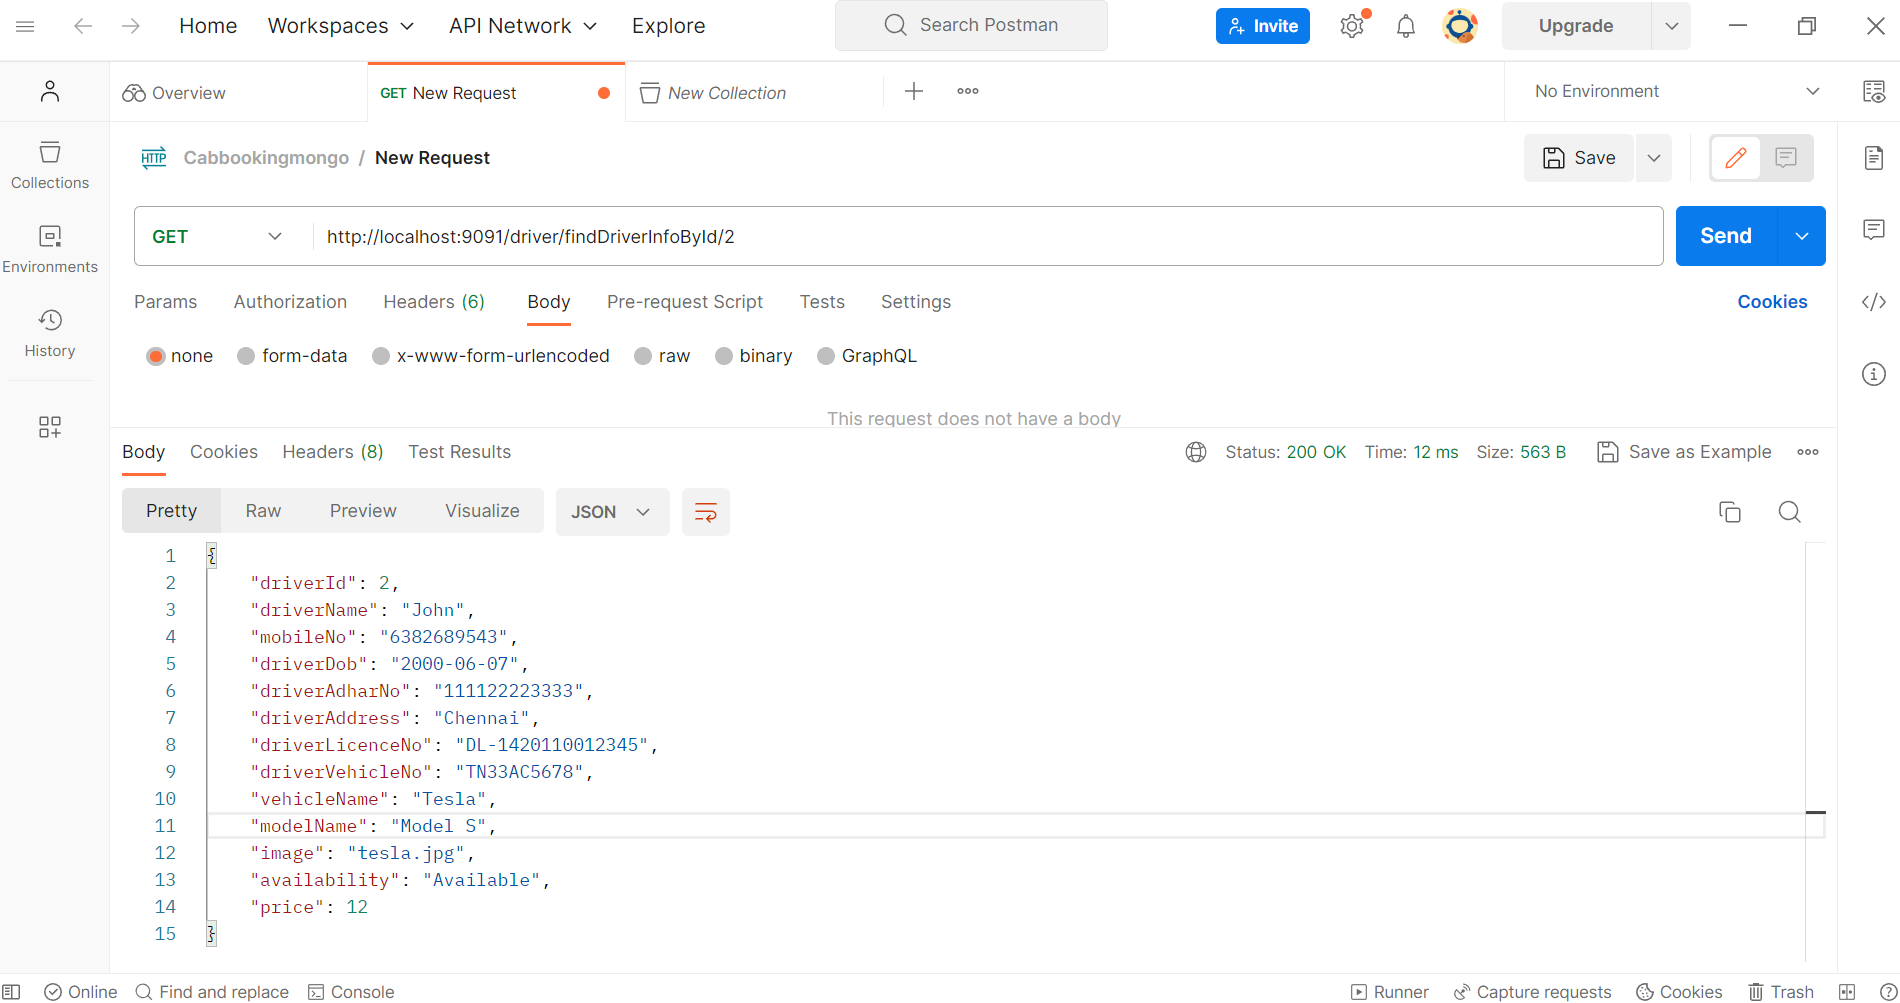 Home Workspaces API Network Explore Search Postman Invite Upgrade
Overview GET New Request New Collection No Environment
HTTP Cabbookingmongo / New Request Save
Collections
GET http://localhost:9091/driver/findDriverInfoById/2 Send
Environments
Params Authorization Headers (6) Body Pre-request Script Tests Settings Cookies
History
none form-data x-www-form-urlencoded raw binary GraphQL
This request does not have a body
Body Cookies Headers (8) Test Results Status: 200 OK Time: 12 ms Size: 563 B Save as Example
Pretty Raw Preview Visualize JSON
1 {
2 "driverId": 2,
3 "driverName": "John",
4 "mobileNo": "6382689543",
5 "driverDob": "2000-06-07",
6 "driverAdharNo": "111122223333",
7 "driverAddress": "Chennai",
8 "driverLicenceNo": "DL-1420110012345",
9 "driverVehicleNo": "TN33AC5678",
10 "vehicleName": "Tesla",
11 "modelName": "Model S",
12 "image": "tesla.jpg",
13 "availability": "Available",
14 "price": 12
15 }
Online Find and replace Console Runner Capture requests Cookies Trash